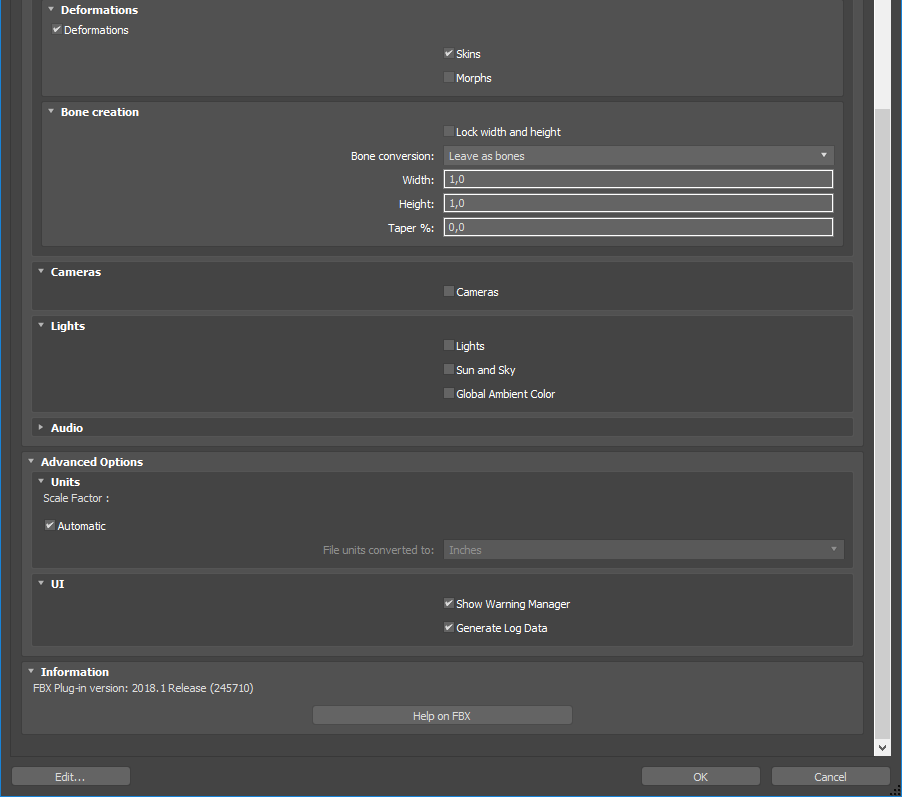 Deformations
Deformations
Skins
Morphs
Bone creation
Lock width and height
Bone conversion: Leave as bones
Width: 1,0
Height: 1,0
Taper %: 0,0
Cameras
Cameras
Lights
Lights
Sun and Sky
Global Ambient Color
Audio
Advanced Options
Units
Scale Factor :
Automatic
File units converted to: Inches
UI
Show Warning Manager
Generate Log Data
Information
FBX Plug-in version: 2018.1 Release (245710)
Help on FBX
Edit... OK Cancel